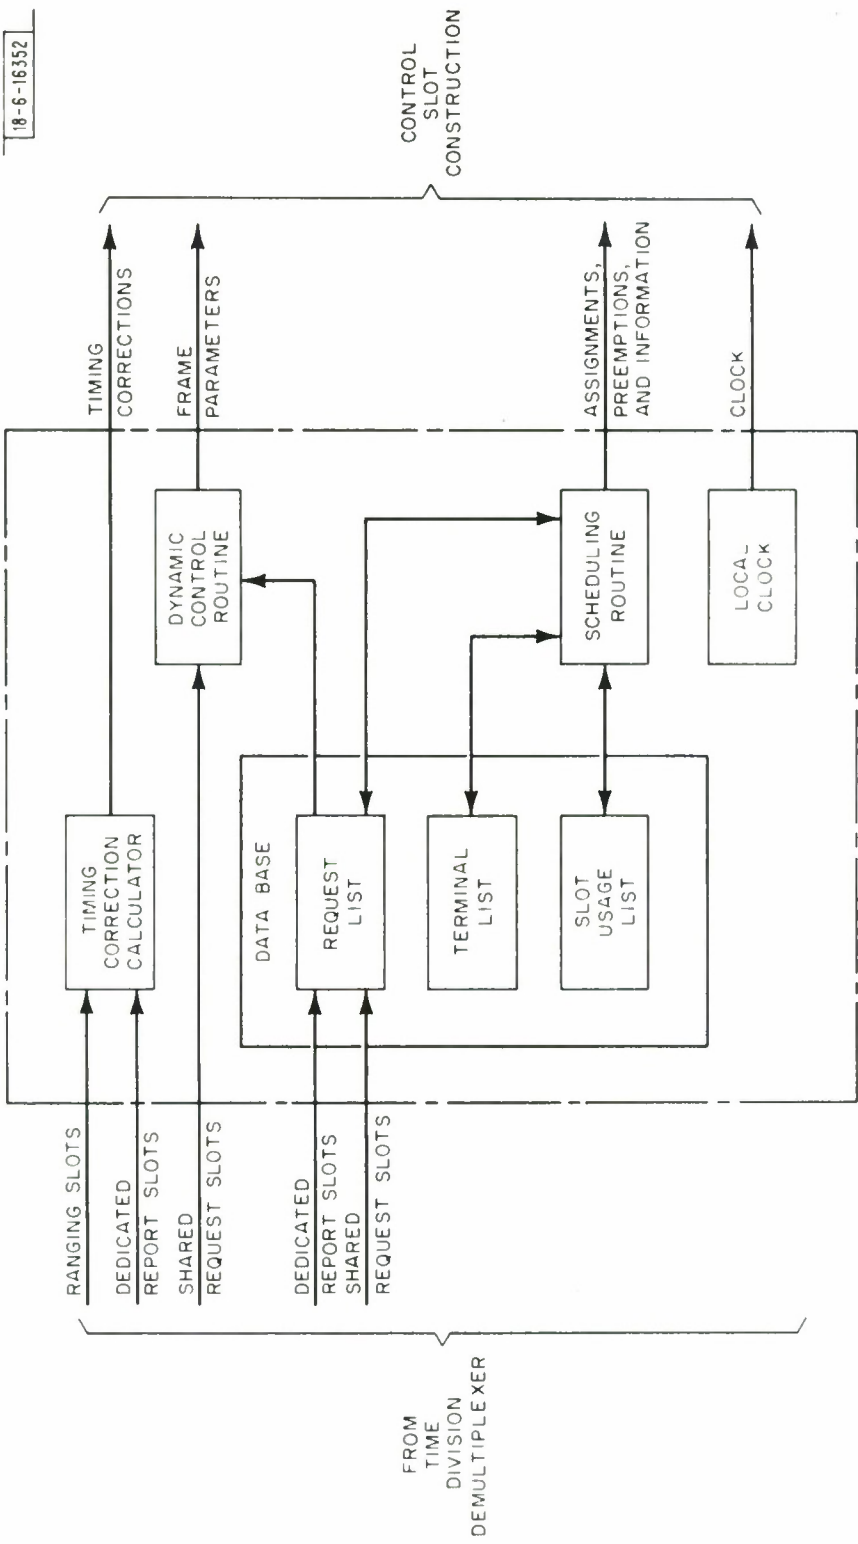 18-6-16352
FROM
TIME
DIVISION
DEMULTIPLEXER
RANGING SLOTS
DEDICATED
REPORT SLOTS
SHARED
REQUEST SLOTS
DEDICATED
REPORT SLOTS
SHARED
REQUEST SLOTS
TIMING
CORRECTION
CALCULATOR
DATA BASE
REQUEST
LIST
TERMINAL
LIST
SLOT
USAGE
LIST
DYNAMIC
CONTROL
ROUTINE
SCHEDULING
ROUTINE
LOCAL
CLOCK
TIMING
CORRECTIONS
FRAME
PARAMETERS
ASSIGNMENTS,
PREEMPTIONS,
AND INFORMATION
CLOCK
CONTROL
SLOT
CONSTRUCTION